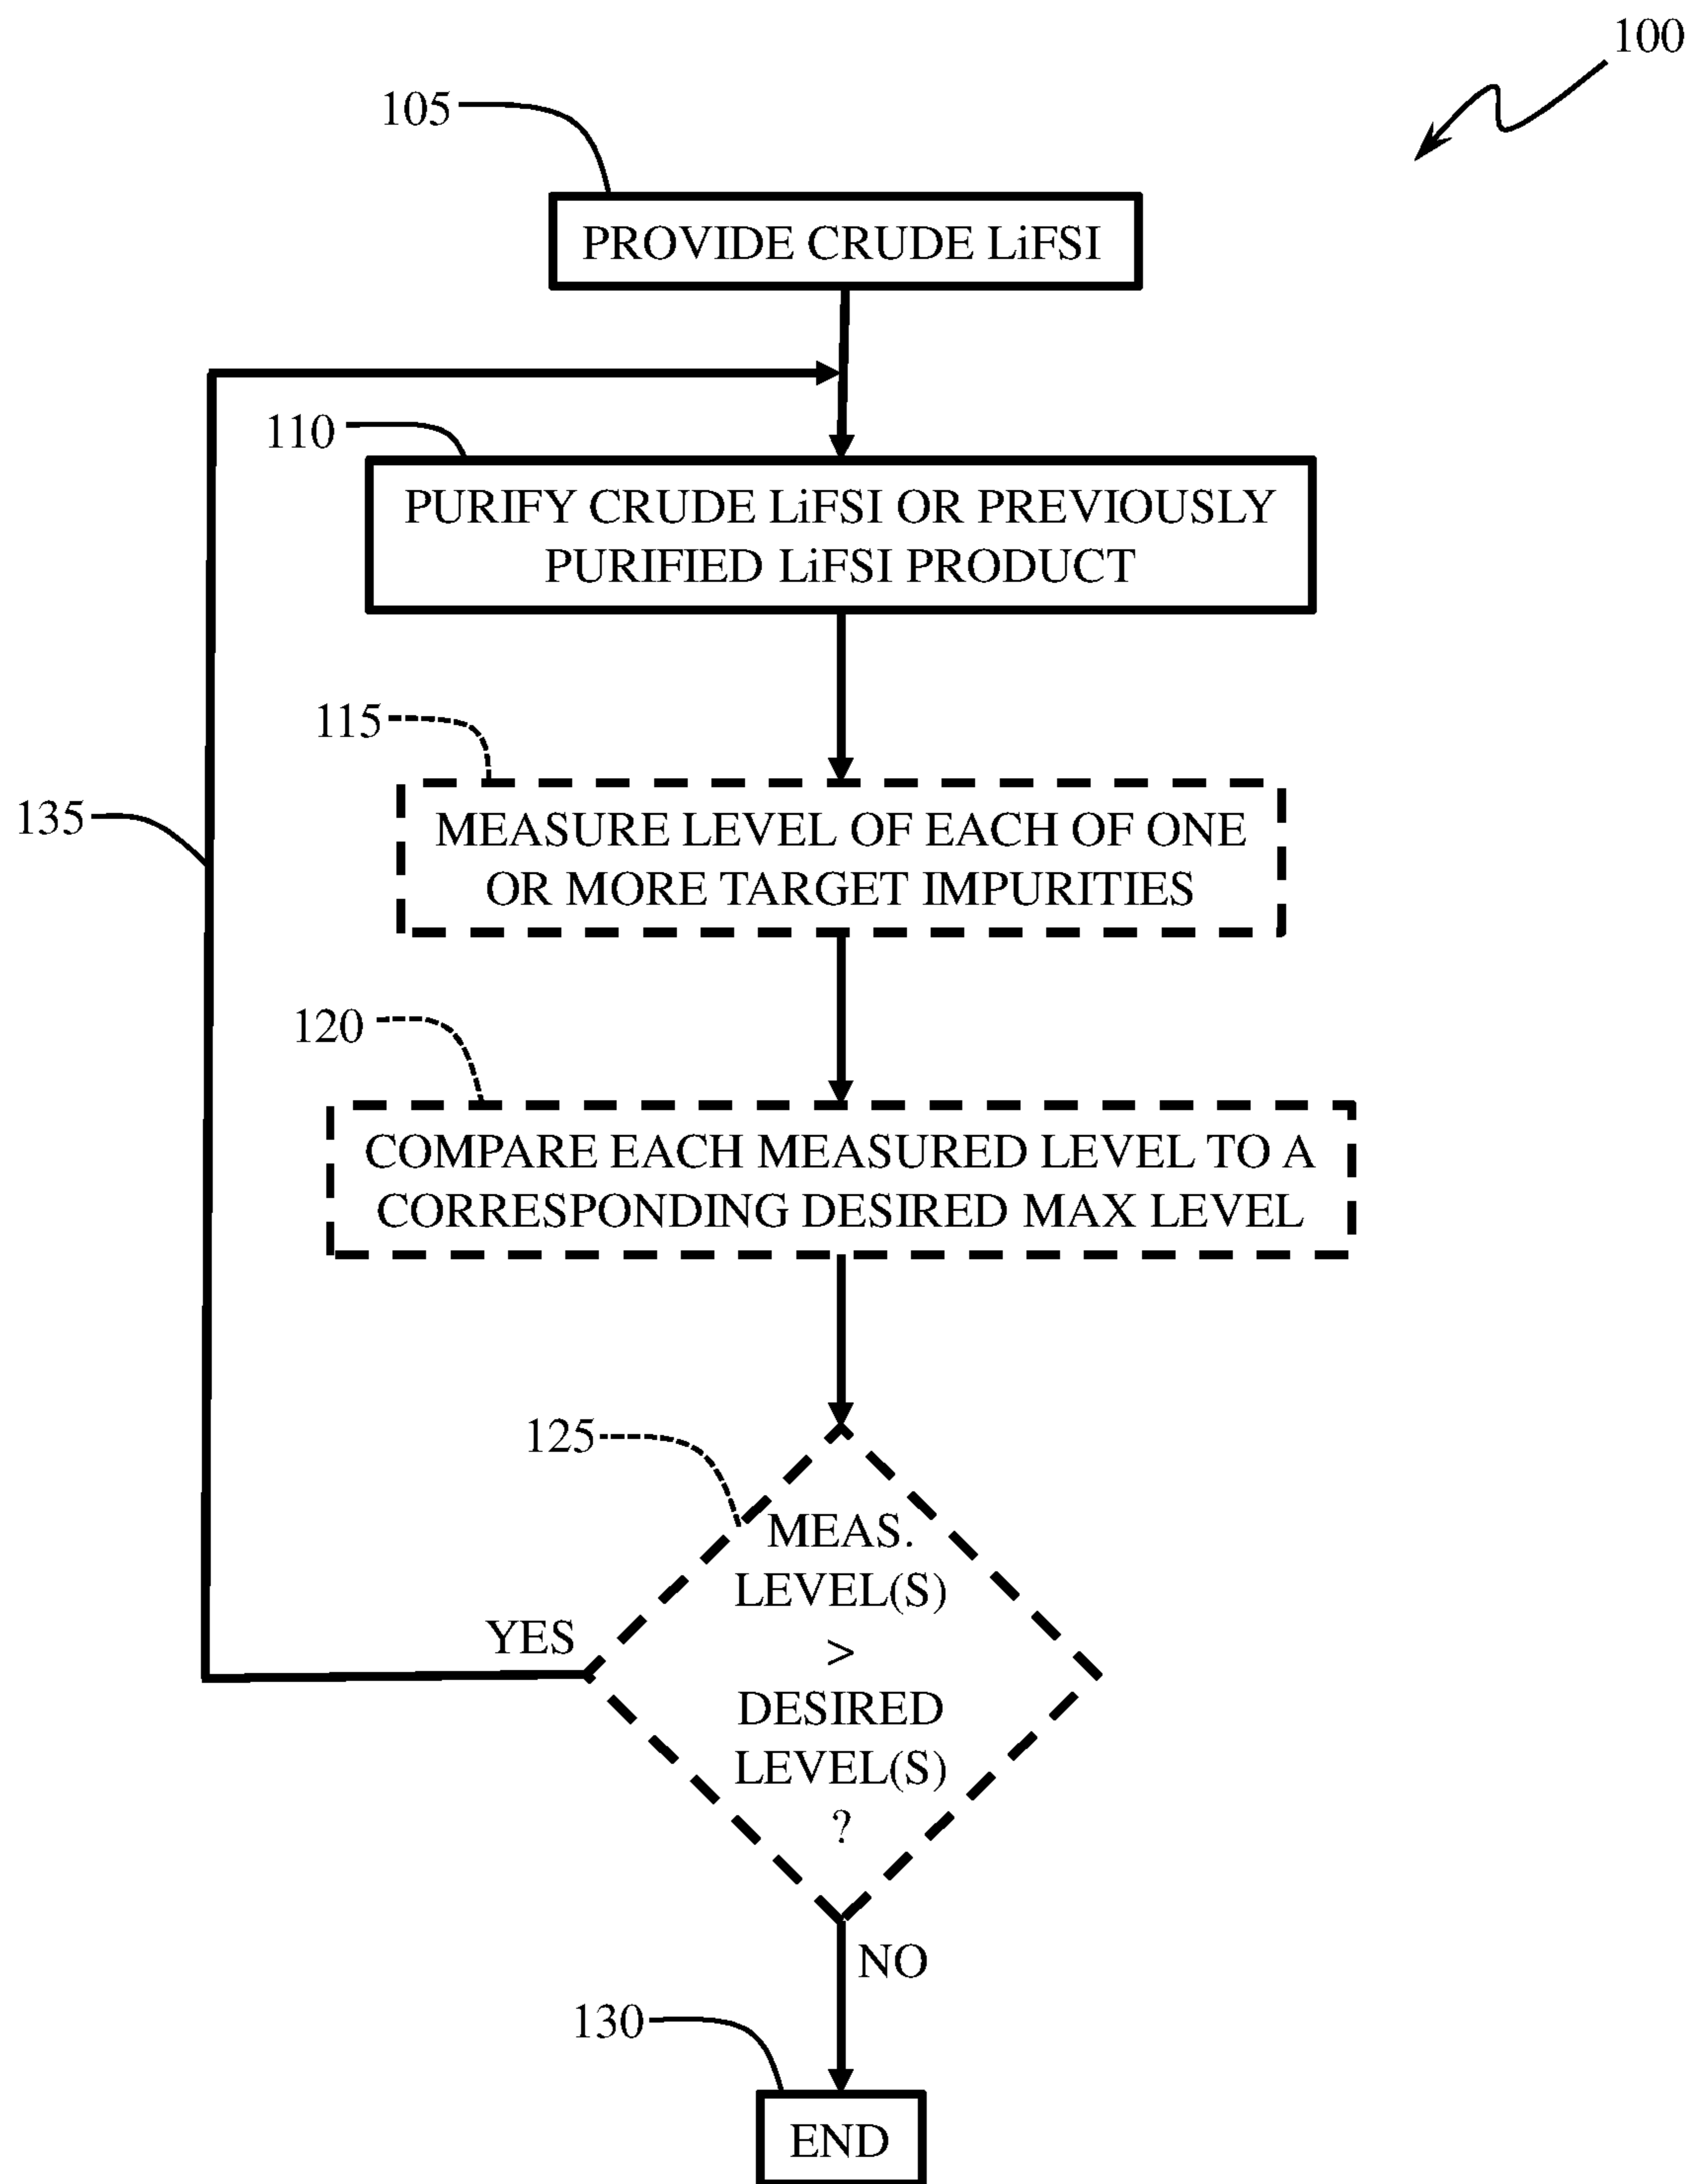 100
105
PROVIDE CRUDE LiFSI
110
PURIFY CRUDE LiFSI OR PREVIOUSLY
PURIFIED LiFSI PRODUCT
115
MEASURE LEVEL OF EACH OF ONE
OR MORE TARGET IMPURITIES
135
120
COMPARE EACH MEASURED LEVEL TO A
CORRESPONDING DESIRED MAX LEVEL
125
MEAS.
LEVEL(S)
>
DESIRED
LEVEL(S)
?
YES
NO
130
END